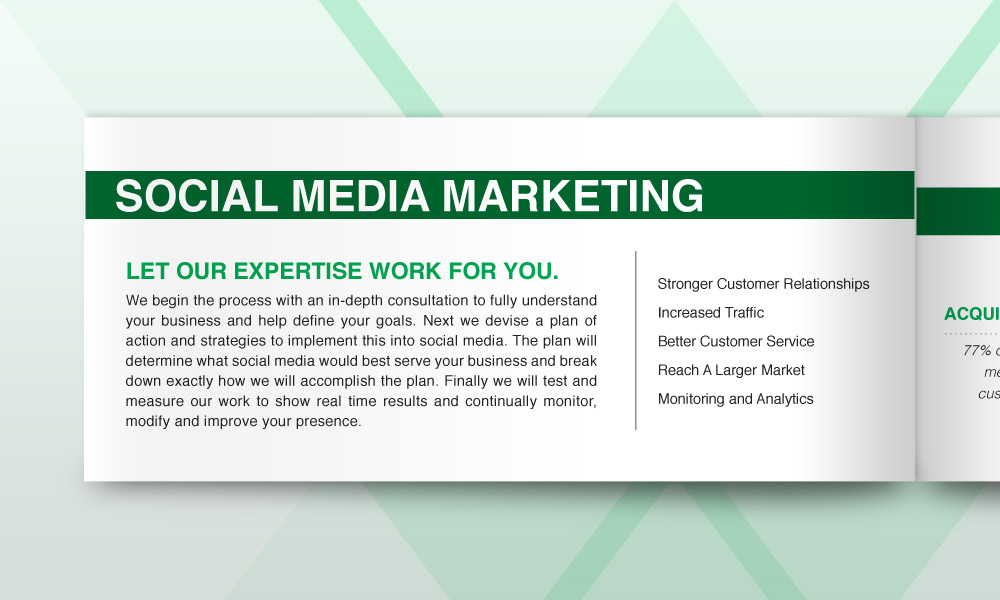 SOCIAL MEDIA MARKETING
LET OUR EXPERTISE WORK FOR YOU.
We begin the process with an in-depth consultation to fully understand
your business and help define your goals. Next we devise a plan of
action and strategies to implement this into social media. The plan will
determine what social media would best serve your business and break
down exactly how we will accomplish the plan. Finally we will test and
measure our work to show real time results and continually monitor,
modify and improve your presence.
Stronger Customer Relationships
Increased Traffic
Better Customer Service
Reach A Larger Market
Monitoring and Analytics
77%